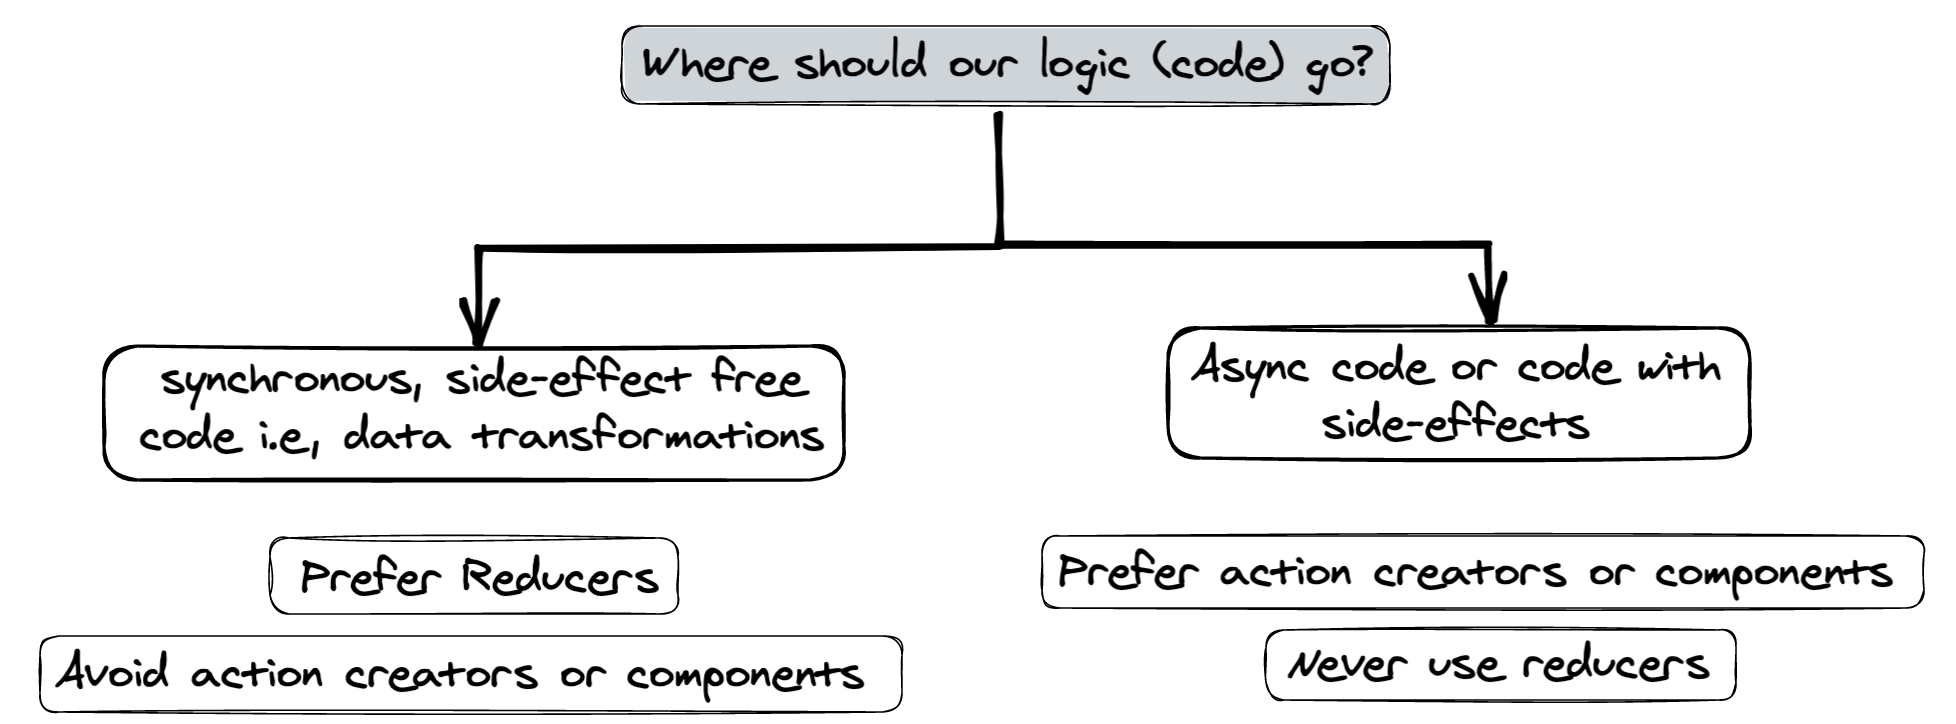 Where should our logic (code) go?
synchronous, side-effect free
code i.e, data transformations
Async code or code with
side-effects
Prefer Reducers
Prefer action creators or components
Avoid action creators or components
Never use reducers